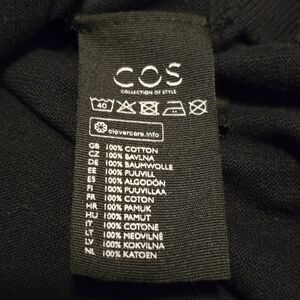 COS
COLLECTION OF STYLE
40
clevercare.info
GB 100% COTTON
CZ 100% BAVLNA
DE 100% BAUMWOLLE
EE 100% PUUVILL
ES 100% ALGODÓN
FI 100% PUUVILLAA
FR 100% COTON
HR 100% PAMUK
HU 100% PAMUT
IT 100% COTONE
LT 100% MEDVILNĖ
LV 100% KOKVILNA
NL 100% KATOEN